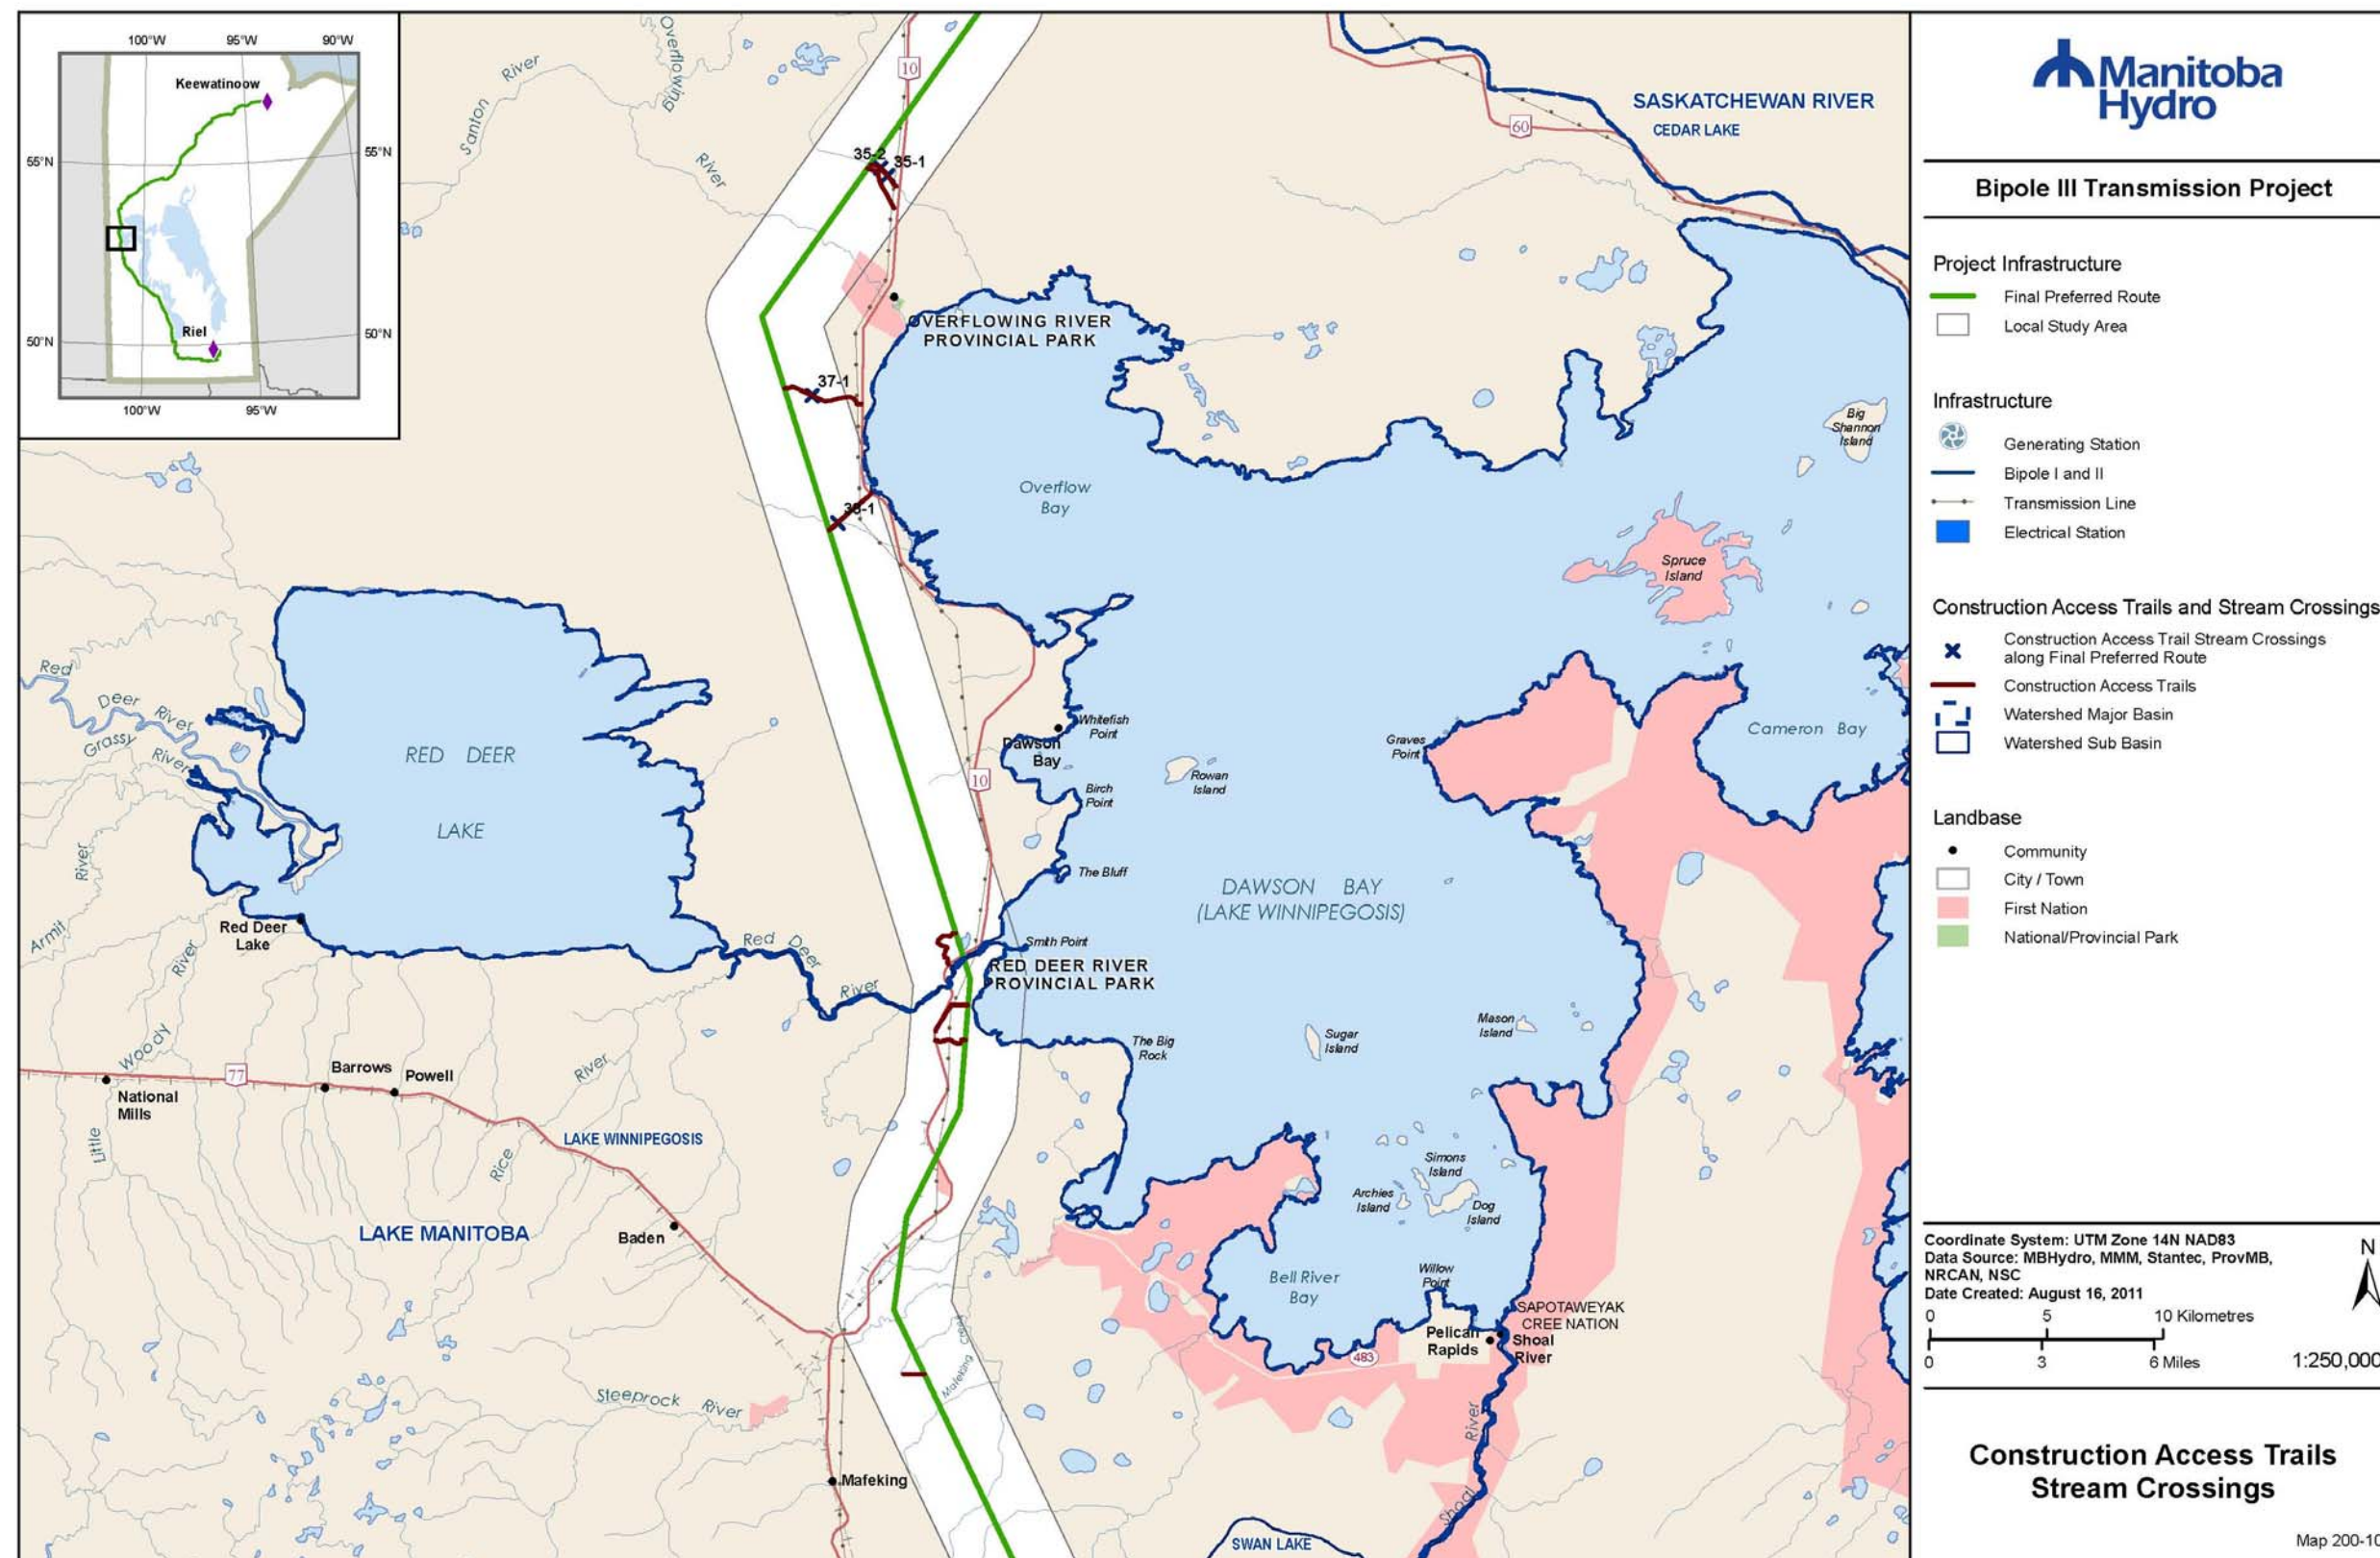 100°W 95°W 90°W
Keewatinoow
55°N 55°N
Riel
50°N 50°N
100°W 95°W
Santon River
Overflowing River
10
35-2 35-1
60
SASKATCHEWAN RIVER
CEDAR LAKE
OVERFLOWING RIVER
PROVINCIAL PARK
37-1
Overflow
Bay
Big
Shannon
Island
Spruce
Island
Red Deer River
Grassy River
RED DEER
LAKE
Whitefish
Point
Dawson
Bay
10
Birch
Point
Rowan
Island
Graves
Point
Cameron Bay
The Bluff
DAWSON BAY
(LAKE WINNIPEGOSIS)
Armit River
Red Deer
Lake
Red Deer River
Smith Point
RED DEER RIVER
PROVINCIAL PARK
The Big
Rock
Sugar
Island
Mason
Island
Little Woody River
77
National
Mills
Barrows
Powell
Rice River
LAKE WINNIPEGOSIS
LAKE MANITOBA
Baden
Simons
Island
Archies
Island
Dog
Island
Bell River
Bay
Willow
Point
SAPOTAWEYAK
CREE NATION
Pelican
Rapids
Shoal
River
483
Steeprock River
Mafeking Creek
Mafeking
Shoal River
SWAN LAKE
Manitoba
Hydro
Bipole III Transmission Project
Project Infrastructure
Final Preferred Route
Local Study Area
Infrastructure
Generating Station
Bipole I and II
Transmission Line
Electrical Station
Construction Access Trails and Stream Crossings
Construction Access Trail Stream Crossings
along Final Preferred Route
Construction Access Trails
Watershed Major Basin
Watershed Sub Basin
Landbase
Community
City / Town
First Nation
National/Provincial Park
Coordinate System: UTM Zone 14N NAD83
Data Source: MBHydro, MMM, Stantec, ProvMB,
NRCAN, NSC
Date Created: August 16, 2011
N
0 5 10 Kilometres
0 3 6 Miles
1:250,000
Construction Access Trails
Stream Crossings